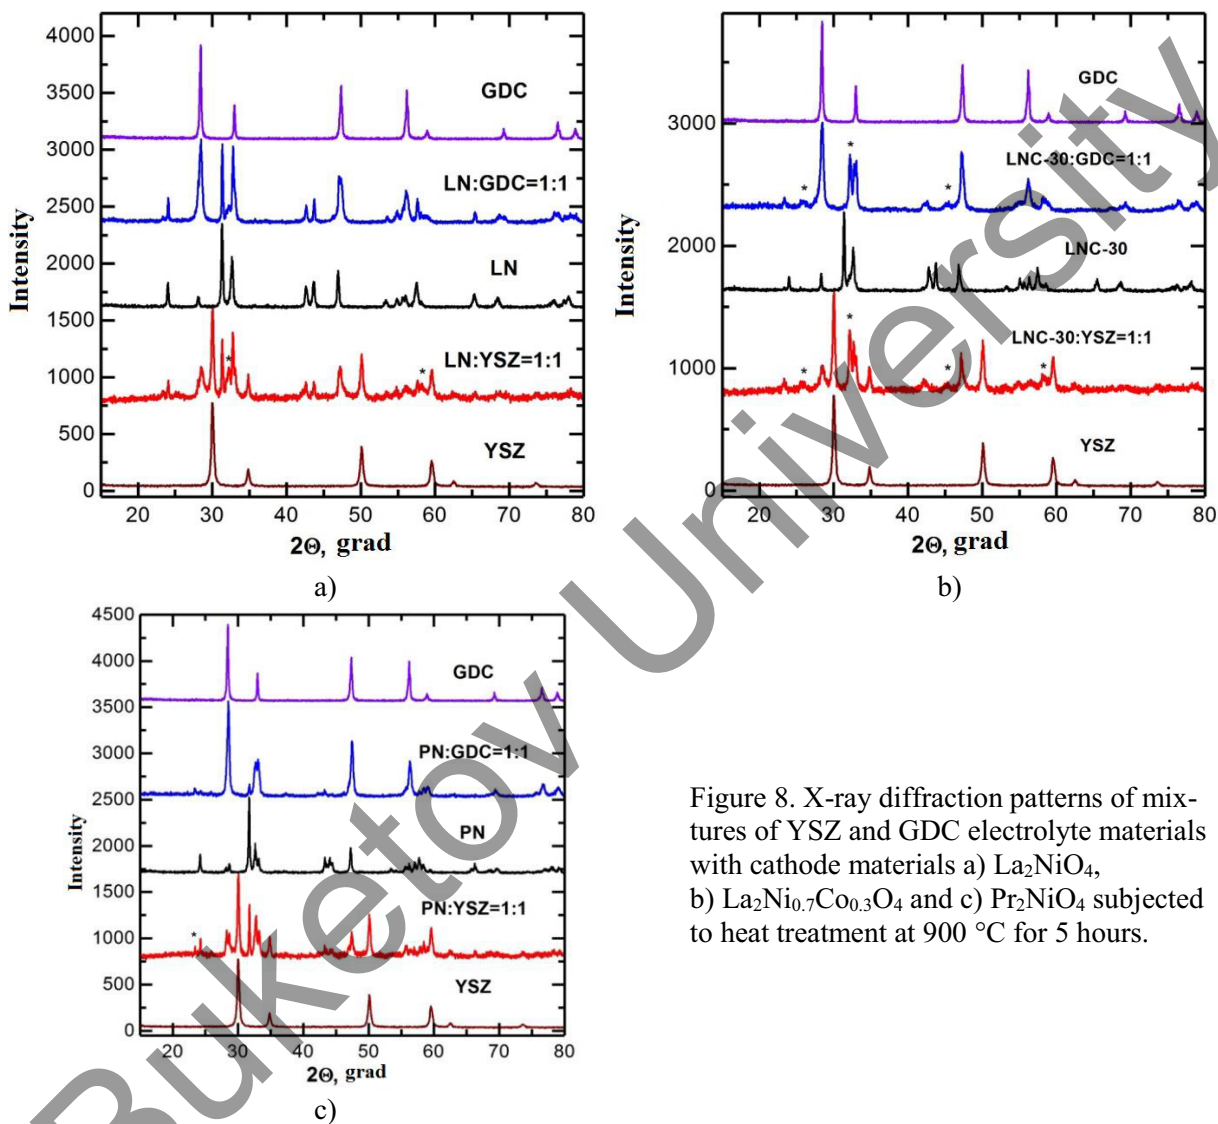 4000
3500
3000
2500
2000
1500
1000
500
0
Intensity
GDC
LN:GDC=1:1
LN
LN:YSZ=1:1
*
*
YSZ
20 30 40 50 60 70 80
2Θ, grad
a)
3000
2000
1000
0
Intensity
GDC
*
LNC-30:GDC=1:1
*
*
LNC-30
LNC-30:YSZ=1:1
*
*
*
*
YSZ
20 30 40 50 60 70 80
2Θ, grad
b)
4500
4000
3500
3000
2500
2000
1500
1000
500
0
Intensity
GDC
PN:GDC=1:1
PN
PN:YSZ=1:1
*
YSZ
20 30 40 50 60 70 80
2Θ, grad
c)
Figure 8. X-ray diffraction patterns of mix-
tures of YSZ and GDC electrolyte materials
with cathode materials a) La₂NiO₄,
b) La₂Ni₀.₇Co₀.₃O₄ and c) Pr₂NiO₄ subjected
to heat treatment at 900 °C for 5 hours.
Buketov University